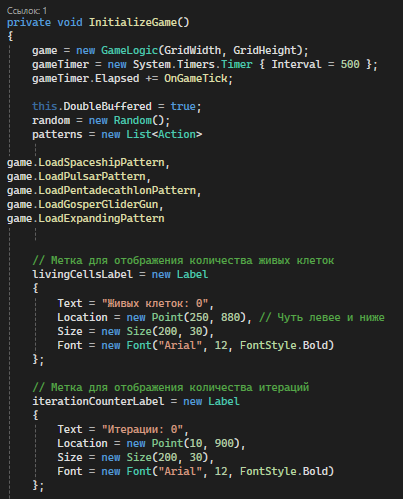 Ссылок: 1
private void InitializeGame()
{
game = new GameLogic(GridWidth, GridHeight);
gameTimer = new System.Timers.Timer { Interval = 500 };
gameTimer.Elapsed += OnGameTick;
this.DoubleBuffered = true;
random = new Random();
patterns = new List<Action>
game.LoadSpaceshipPattern,
game.LoadPulsarPattern,
game.LoadPentadecathlonPattern,
game.LoadGosperGliderGun,
game.LoadExpandingPattern
// Метка для отображения количества живых клеток
livingCellsLabel = new Label
{
Text = "Живых клеток: 0",
Location = new Point(250, 880), // Чуть левее и ниже
Size = new Size(200, 30),
Font = new Font("Arial", 12, FontStyle.Bold)
};
// Метка для отображения количества итераций
iterationCounterLabel = new Label
{
Text = "Итерации: 0",
Location = new Point(10, 900),
Size = new Size(200, 30),
Font = new Font("Arial", 12, FontStyle.Bold)
};